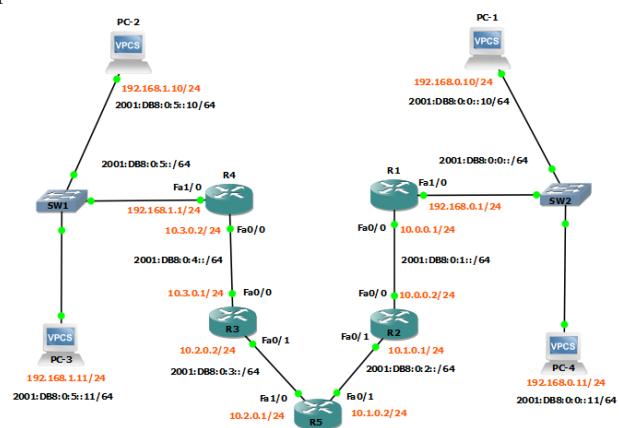 PC-2
VPCS
192.168.1.10/24
2001:DB8:0:5::10/64
PC-1
VPCS
192.168.0.10/24
2001:DB8:0:0::10/64
2001:DB8:0:5::/64
SW1
Fa1/0
R4
192.168.1.1/24
10.3.0.2/24
Fa0/0
2001:DB8:0:0::/64
R1
Fa1/0
SW2
192.168.0.1/24
Fa0/0
10.0.0.1/24
2001:DB8:0:4::/64
2001:DB8:0:1::/64
10.3.0.1/24
Fa0/0
R3
Fa0/1
10.2.0.2/24
Fa0/0
10.0.0.2/24
R2
Fa0/1
10.1.0.1/24
VPCS
PC-3
192.168.1.11/24
2001:DB8:0:5::11/64
2001:DB8:0:3::/64
2001:DB8:0:2::/64
VPCS
PC-4
192.168.0.11/24
2001:DB8:0:0::11/64
Fa1/0
10.2.0.1/24
R5
Fa0/1
10.1.0.2/24